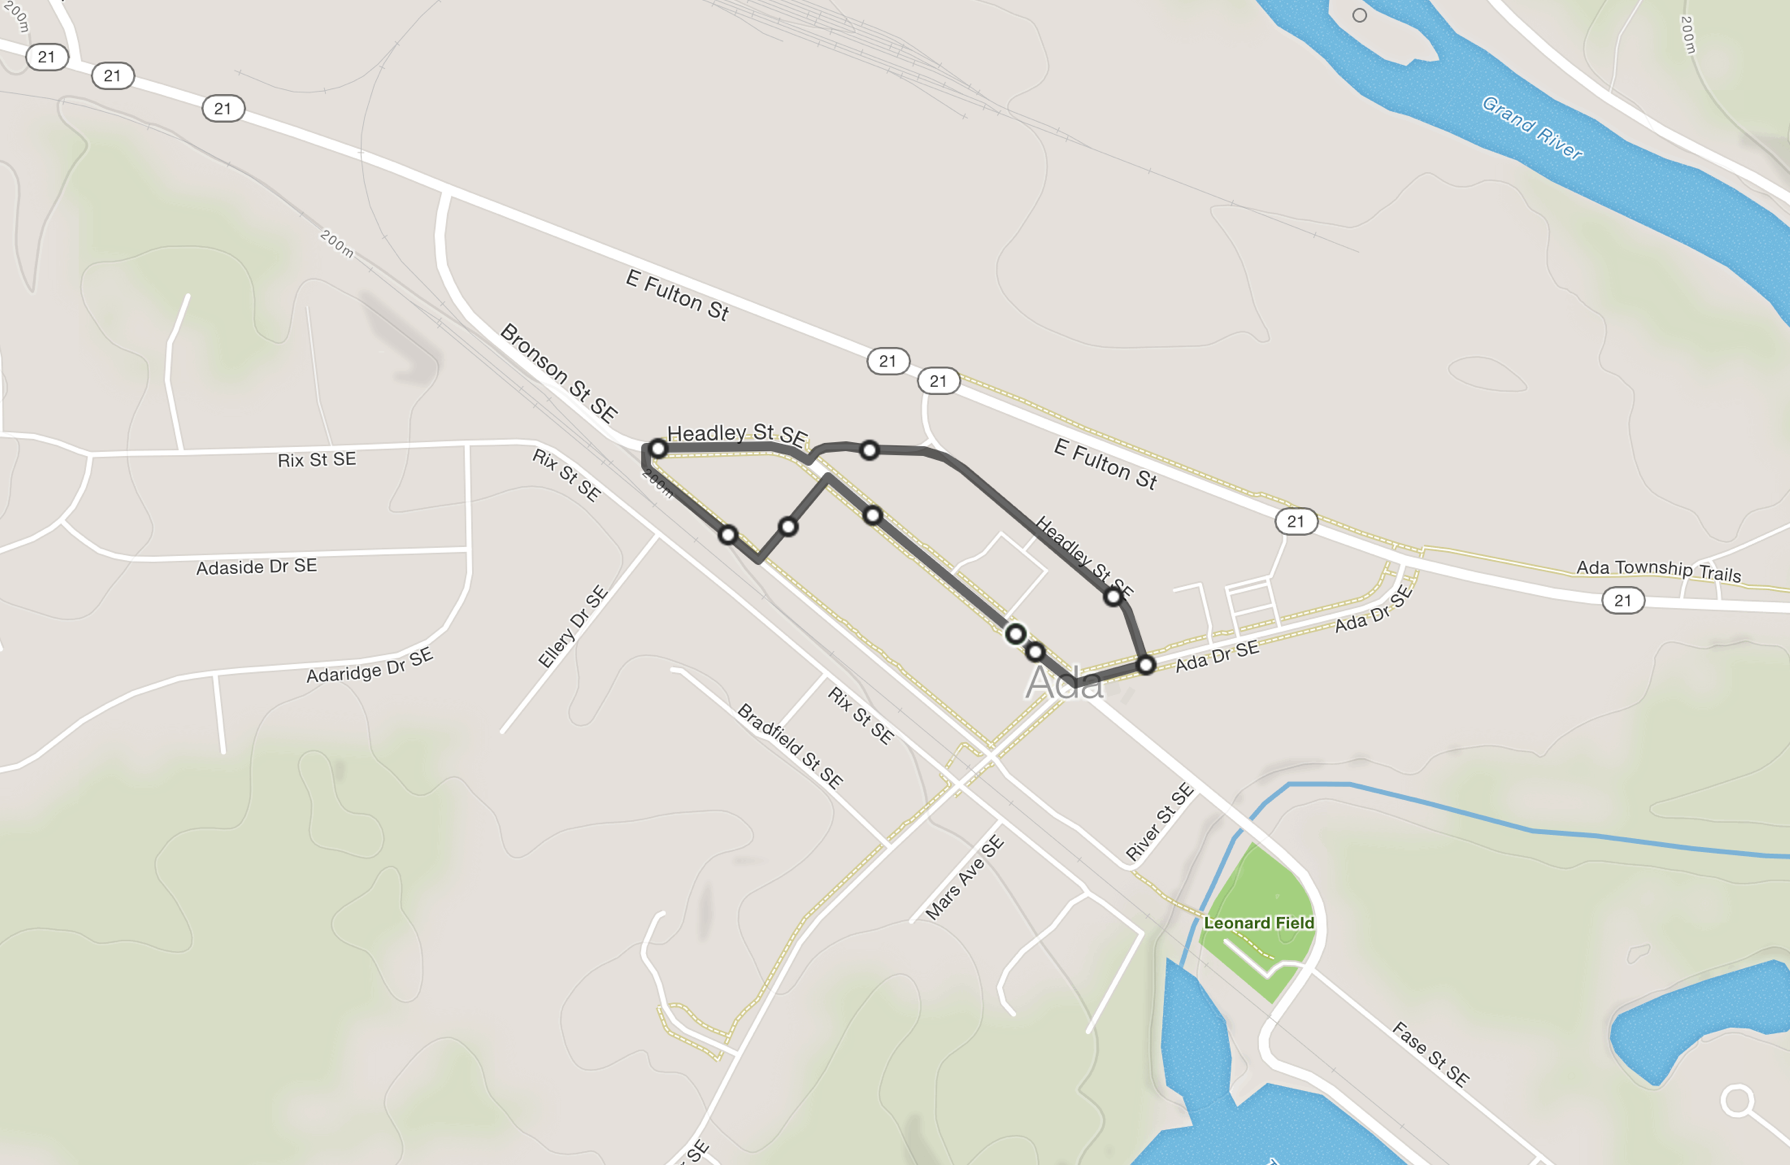 200m
200m
21
21
21
Grand River
200m
E Fulton St
Bronson St SE
21
21
Headley St SE
E Fulton St
Rix St SE
Rix St SE
200m
21
Headley St SE
Adaside Dr SE
Ada Township Trails
21
Ellery Dr SE
Ada Dr SE
Ada Dr SE
Adaridge Dr SE
Ada
Rix St SE
Bradfield St SE
River St SE
Mars Ave SE
Leonard Field
Fase St SE
SE